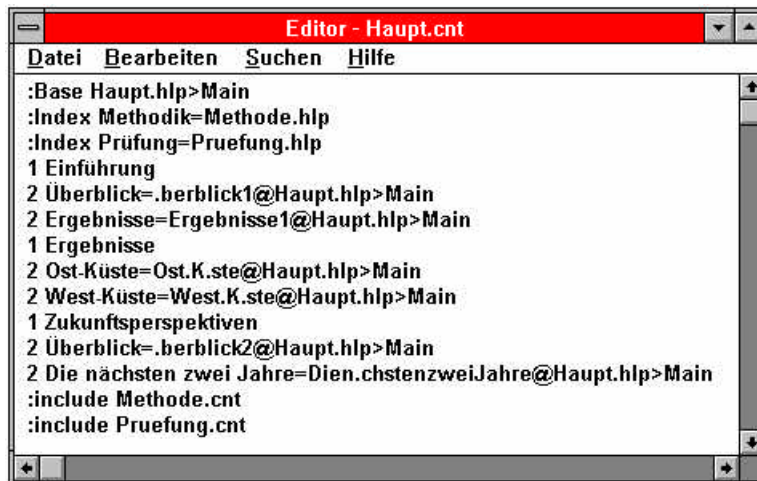 Editor - Haupt.cnt
Datei Bearbeiten Suchen Hilfe
:Base Haupt.hlp>Main
:Index Methodik=Methode.hlp
:Index Prüfung=Pruefung.hlp
1 Einführung
2 Überblick=.berblick1@Haupt.hlp>Main
2 Ergebnisse=Ergebnisse1@Haupt.hlp>Main
1 Ergebnisse
2 Ost-Küste=Ost.K.ste@Haupt.hlp>Main
2 West-Küste=West.K.ste@Haupt.hlp>Main
1 Zukunftsperspektiven
2 Überblick=.berblick2@Haupt.hlp>Main
2 Die nächsten zwei Jahre=Dien.chstenzweiJahre@Haupt.hlp>Main
:include Methode.cnt
:include Pruefung.cnt